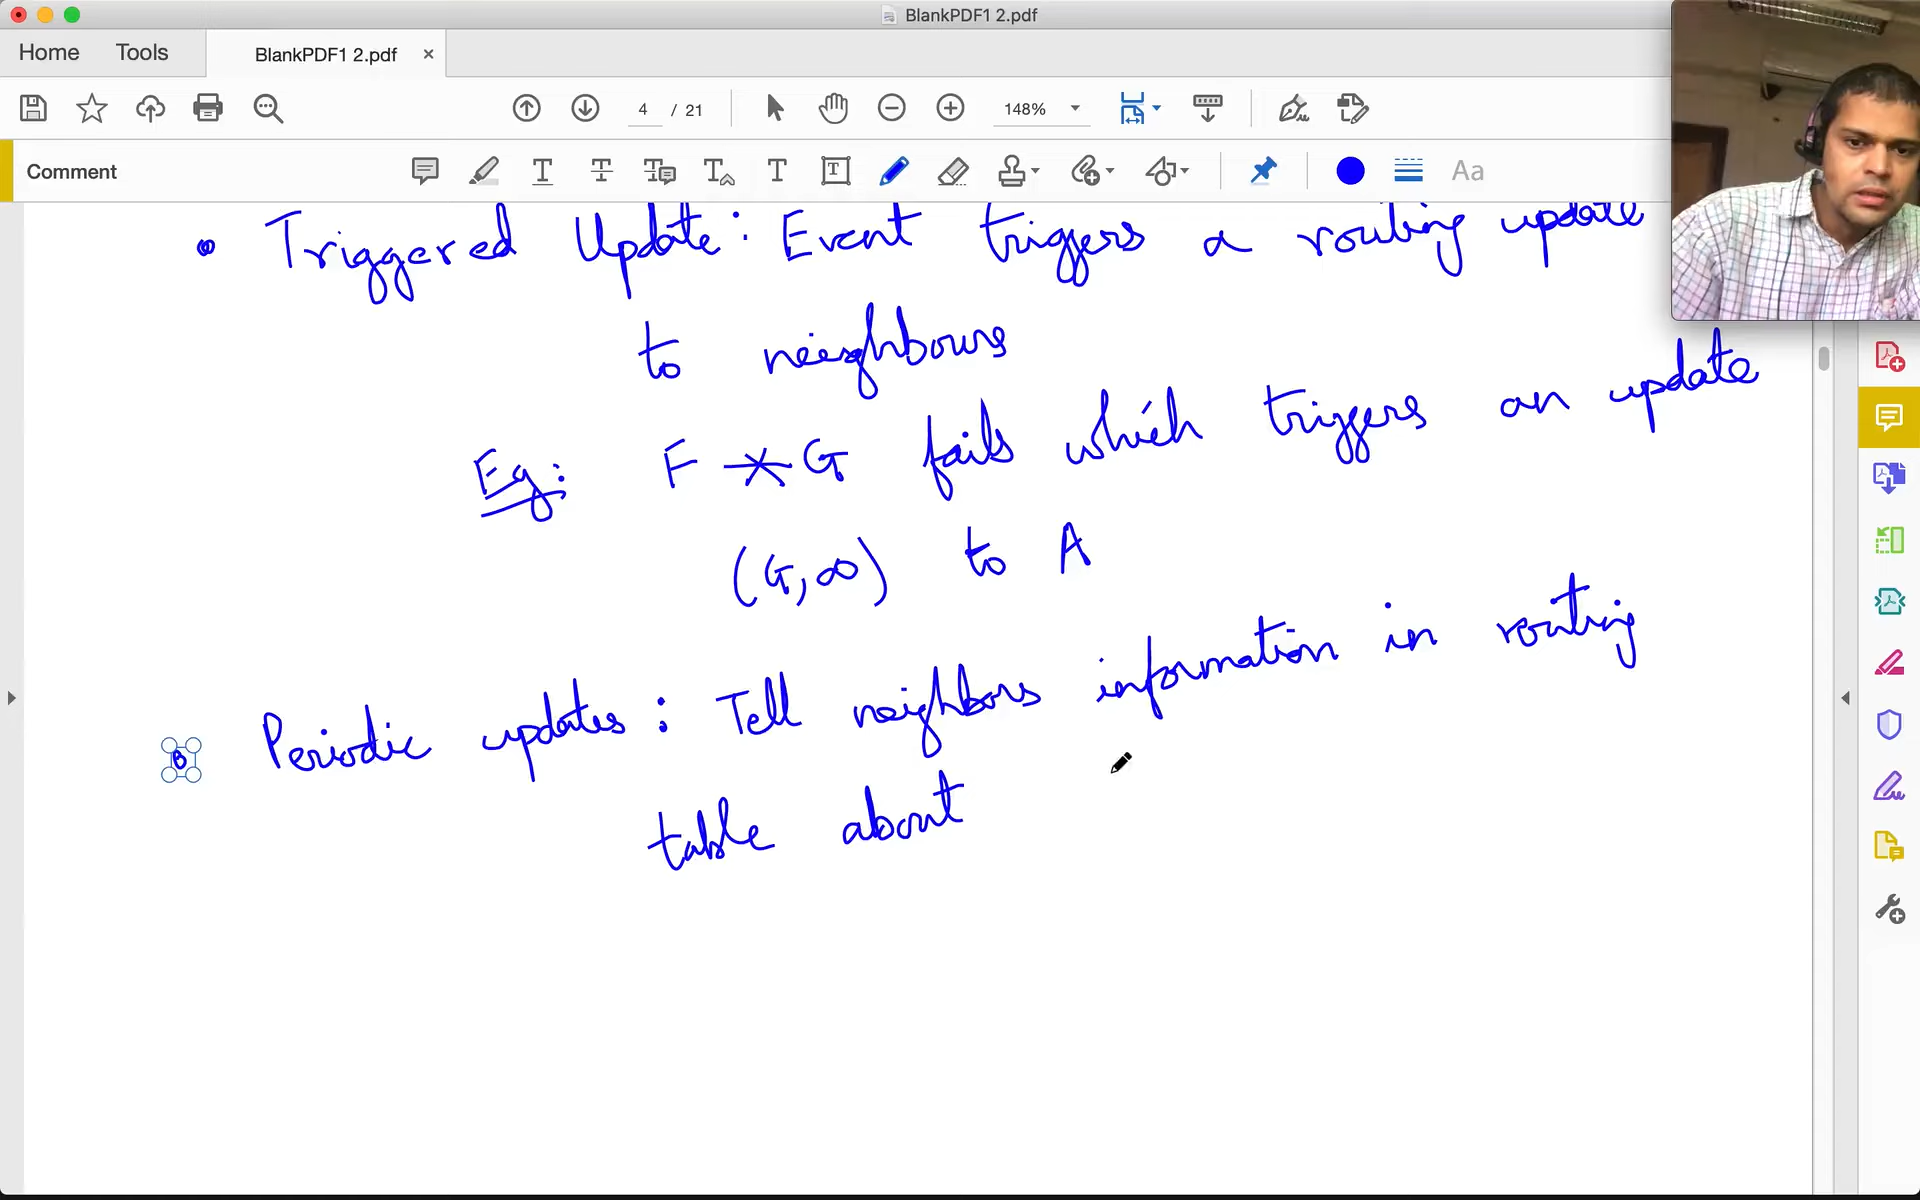 BlankPDF1 2.pdf
Home Tools BlankPDF1 2.pdf ×
4 / 21 148%
Comment Aa
• Triggered Update: Event triggers a routing update
to neighbours
Eg: F G fails which triggers an update
(G,∞) to A
Periodic updates: Tell neighbors information in routing
table about